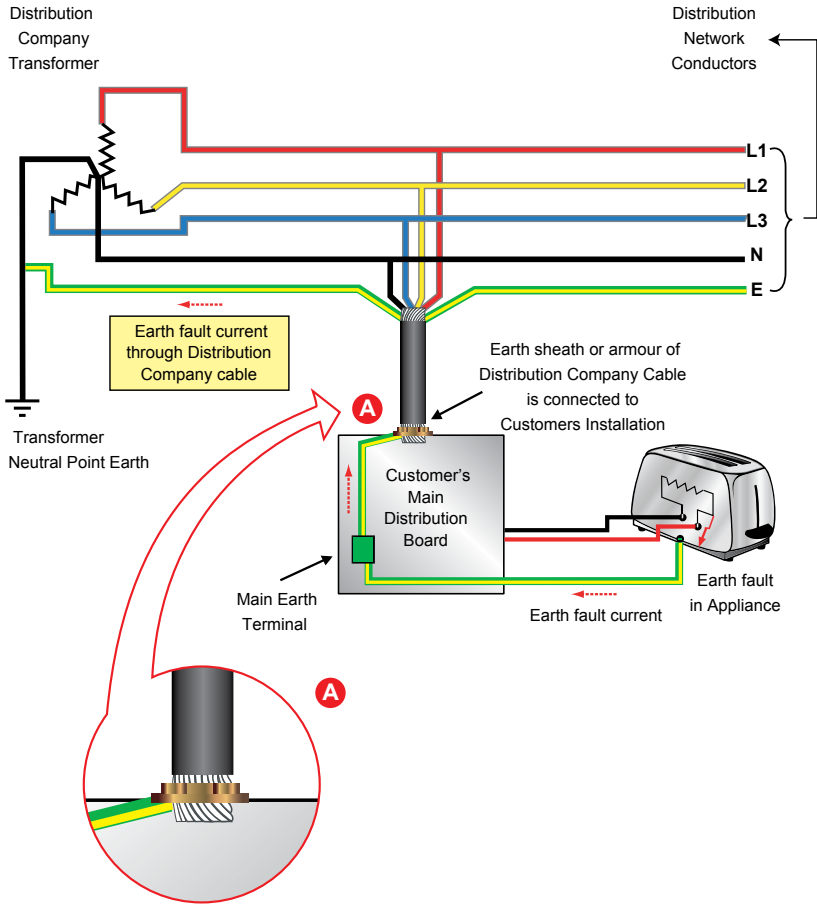 Distribution
Company
Transformer
Distribution
Network
Conductors
L1
L2
L3
N
E
Earth fault current
through Distribution
Company cable
Earth sheath or armour of
Distribution Company Cable
is connected to
Customers Installation
A
Transformer
Neutral Point Earth
Customer's
Main
Distribution
Board
Main Earth
Terminal
Earth fault current
Earth fault
in Appliance
A